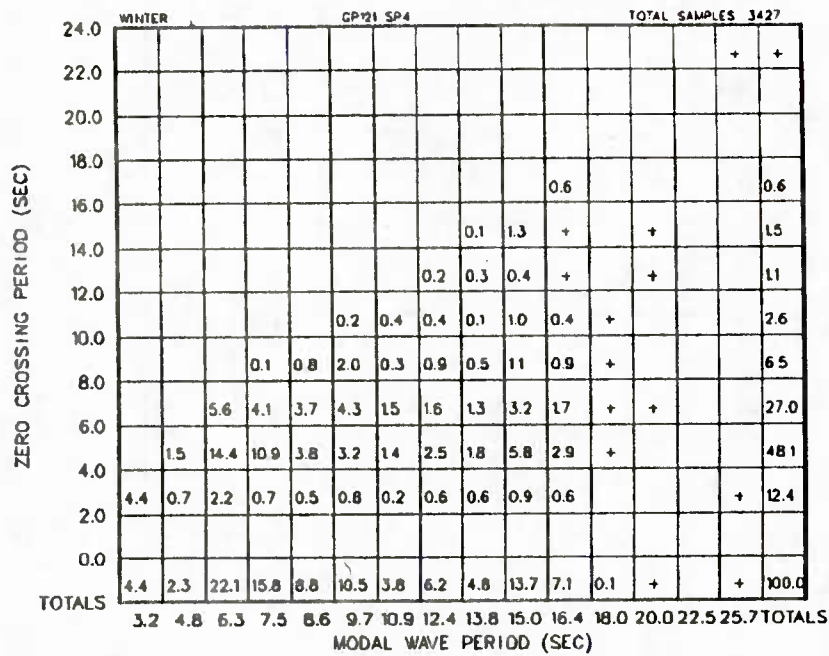 WINTER GP121 SP4 TOTAL SAMPLES 3427
24.0
+ +
22.0
20.0
18.0
0.6 0.6
16.0
0.1 1.3 + + 1.5
14.0
0.2 0.3 0.4 + + 1.1
12.0
0.2 0.4 0.4 0.1 1.0 0.4 + 2.6
10.0
0.1 0.8 2.0 0.3 0.9 0.5 1.1 0.9 + 6.5
8.0
5.6 4.1 3.7 4.3 1.5 1.6 1.3 3.2 1.7 + + 27.0
6.0
1.5 14.4 10.9 3.8 3.2 1.4 2.5 1.8 5.8 2.9 + 48.1
4.0
4.4 0.7 2.2 0.7 0.5 0.8 0.2 0.6 0.6 0.9 0.6 + 12.4
2.0
0.0
4.4 2.3 22.1 15.8 8.8 10.5 3.8 6.2 4.8 13.7 7.1 0.1 + + 100.0
TOTALS
3.2 4.8 6.3 7.5 8.6 9.7 10.9 12.4 13.8 15.0 16.4 18.0 20.0 22.5 25.7 TOTALS
MODAL WAVE PERIOD (SEC)
ZERO CROSSING PERIOD (SEC)